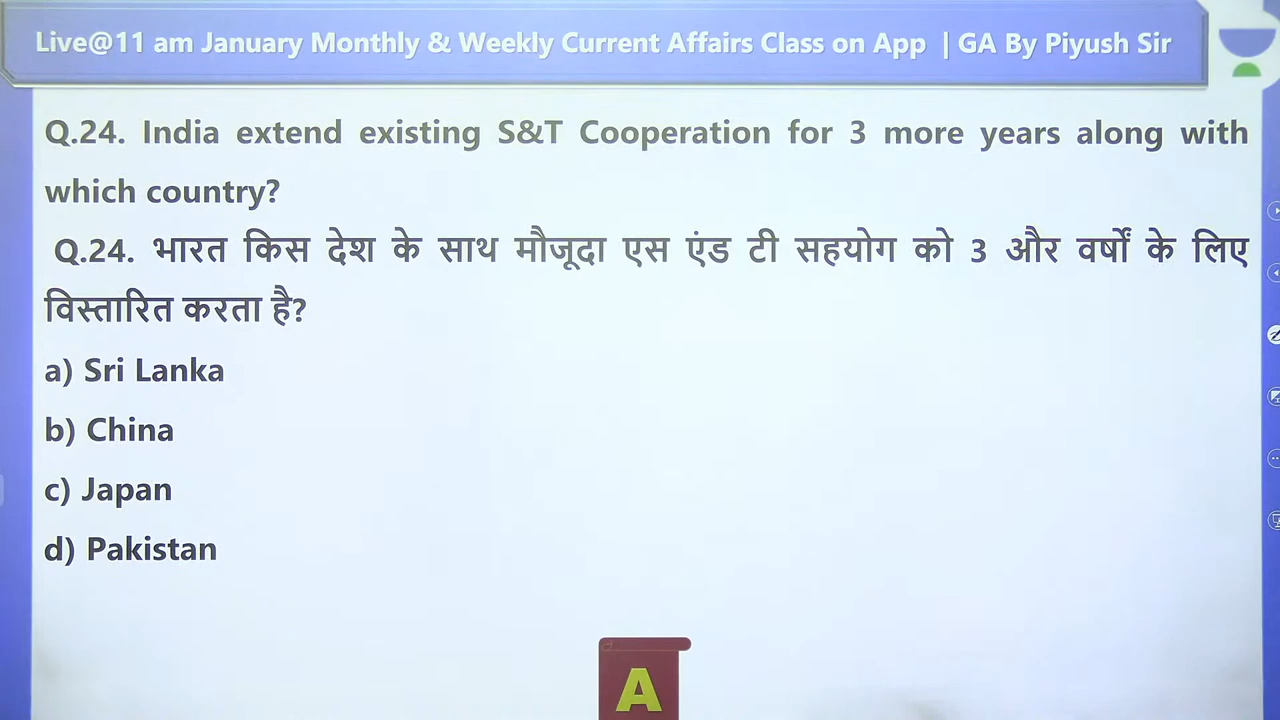 Live@11 am January Monthly & Weekly Current Affairs Class on App | GA By Piyush Sir
Q.24. India extend existing S&T Cooperation for 3 more years along with
which country?
Q.24. भारत किस देश के साथ मौजूदा एस एंड टी सहयोग को 3 और वर्षों के लिए
विस्तारित करता है?
a) Sri Lanka
b) China
c) Japan
d) Pakistan
A